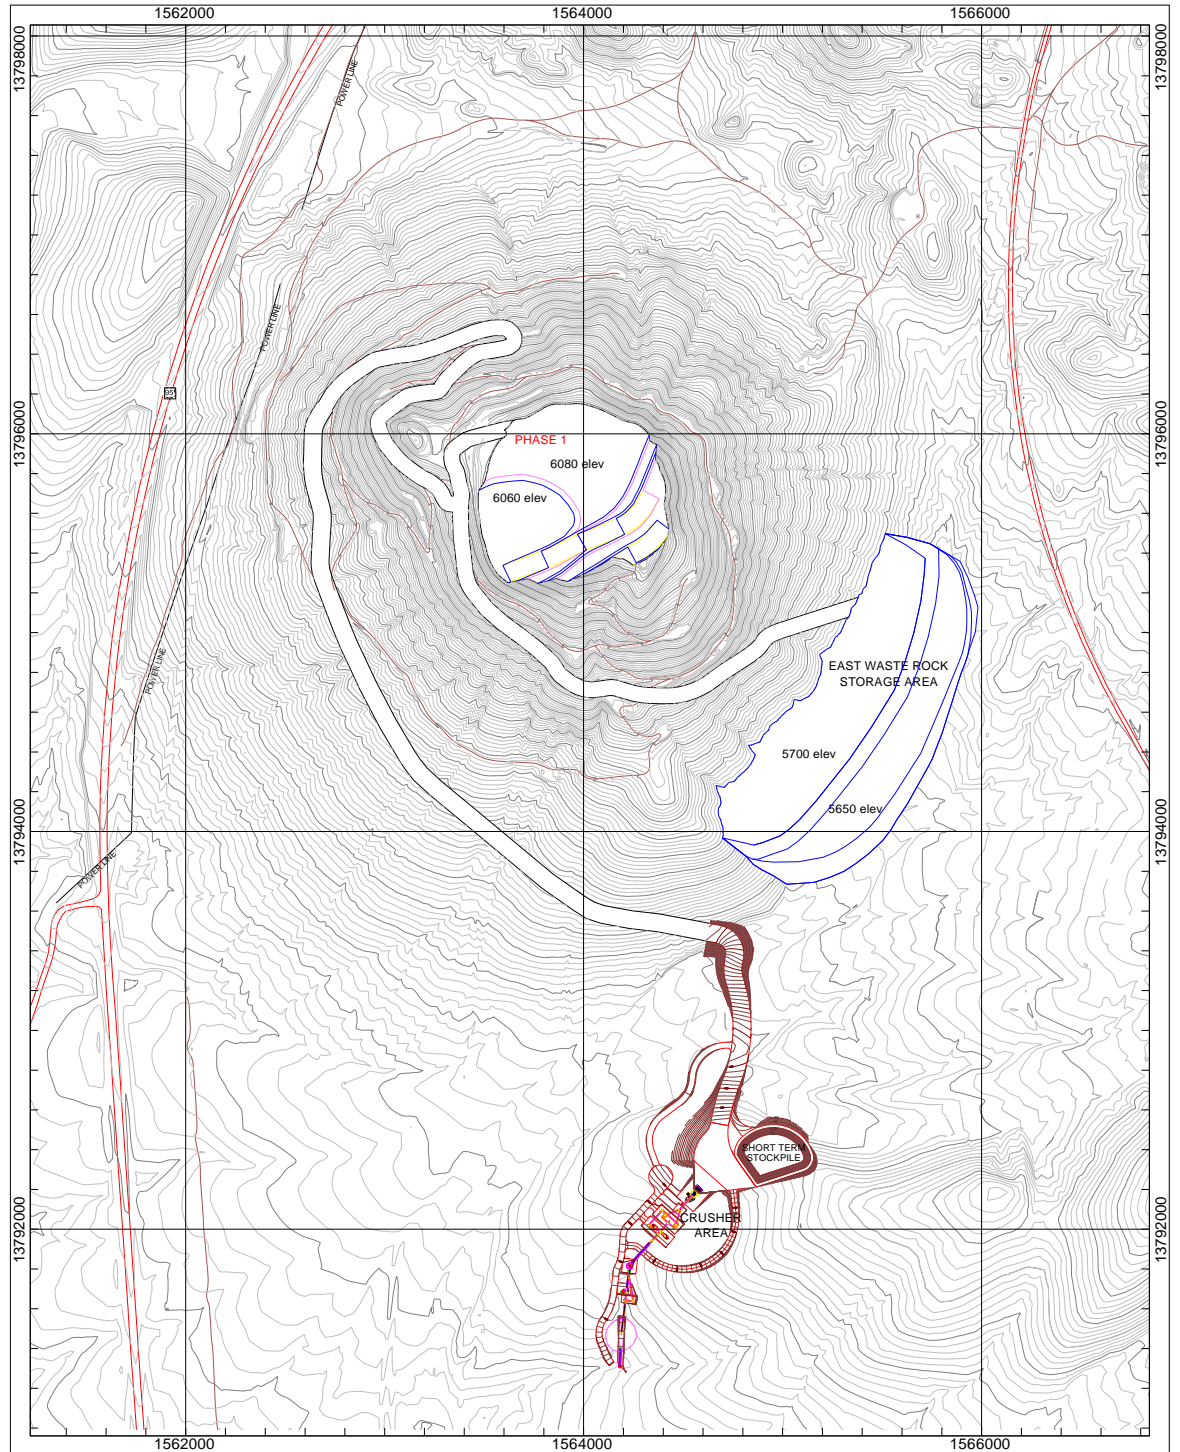 1562000
1564000
1566000
13798000
13798000
POWER LINE
POWER LINE
95
13796000
13796000
PHASE 1
6080 elev
6060 elev
POWER LINE
EAST WASTE ROCK
STORAGE AREA
5700 elev
5650 elev
13794000
13794000
POWER LINE
SHORT TERM
STOCKPILE
13792000
13792000
CRUSHER
AREA
1562000
1564000
1566000